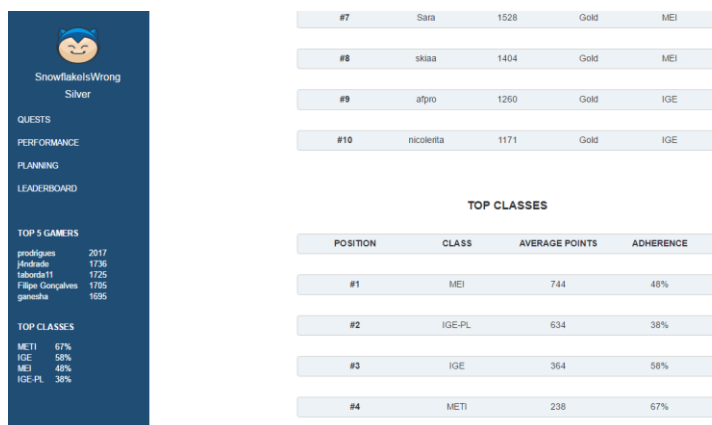 SnowflakeIsWrong
Silver
QUESTS
PERFORMANCE
PLANNING
LEADERBOARD
TOP 5 GAMERS
prodrigues 2017
j4ndrade 1736
taborda11 1725
Filipe Gonçalves 1705
ganesha 1695
TOP CLASSES
METI 67%
IGE 58%
MEI 48%
IGE-PL 38%
#7 Sara 1528 Gold MEI
#8 skiaa 1404 Gold MEI
#9 afpro 1260 Gold IGE
#10 nicolerita 1171 Gold IGE
TOP CLASSES
POSITION CLASS AVERAGE POINTS ADHERENCE
#1 MEI 744 48%
#2 IGE-PL 634 38%
#3 IGE 364 58%
#4 METI 238 67%